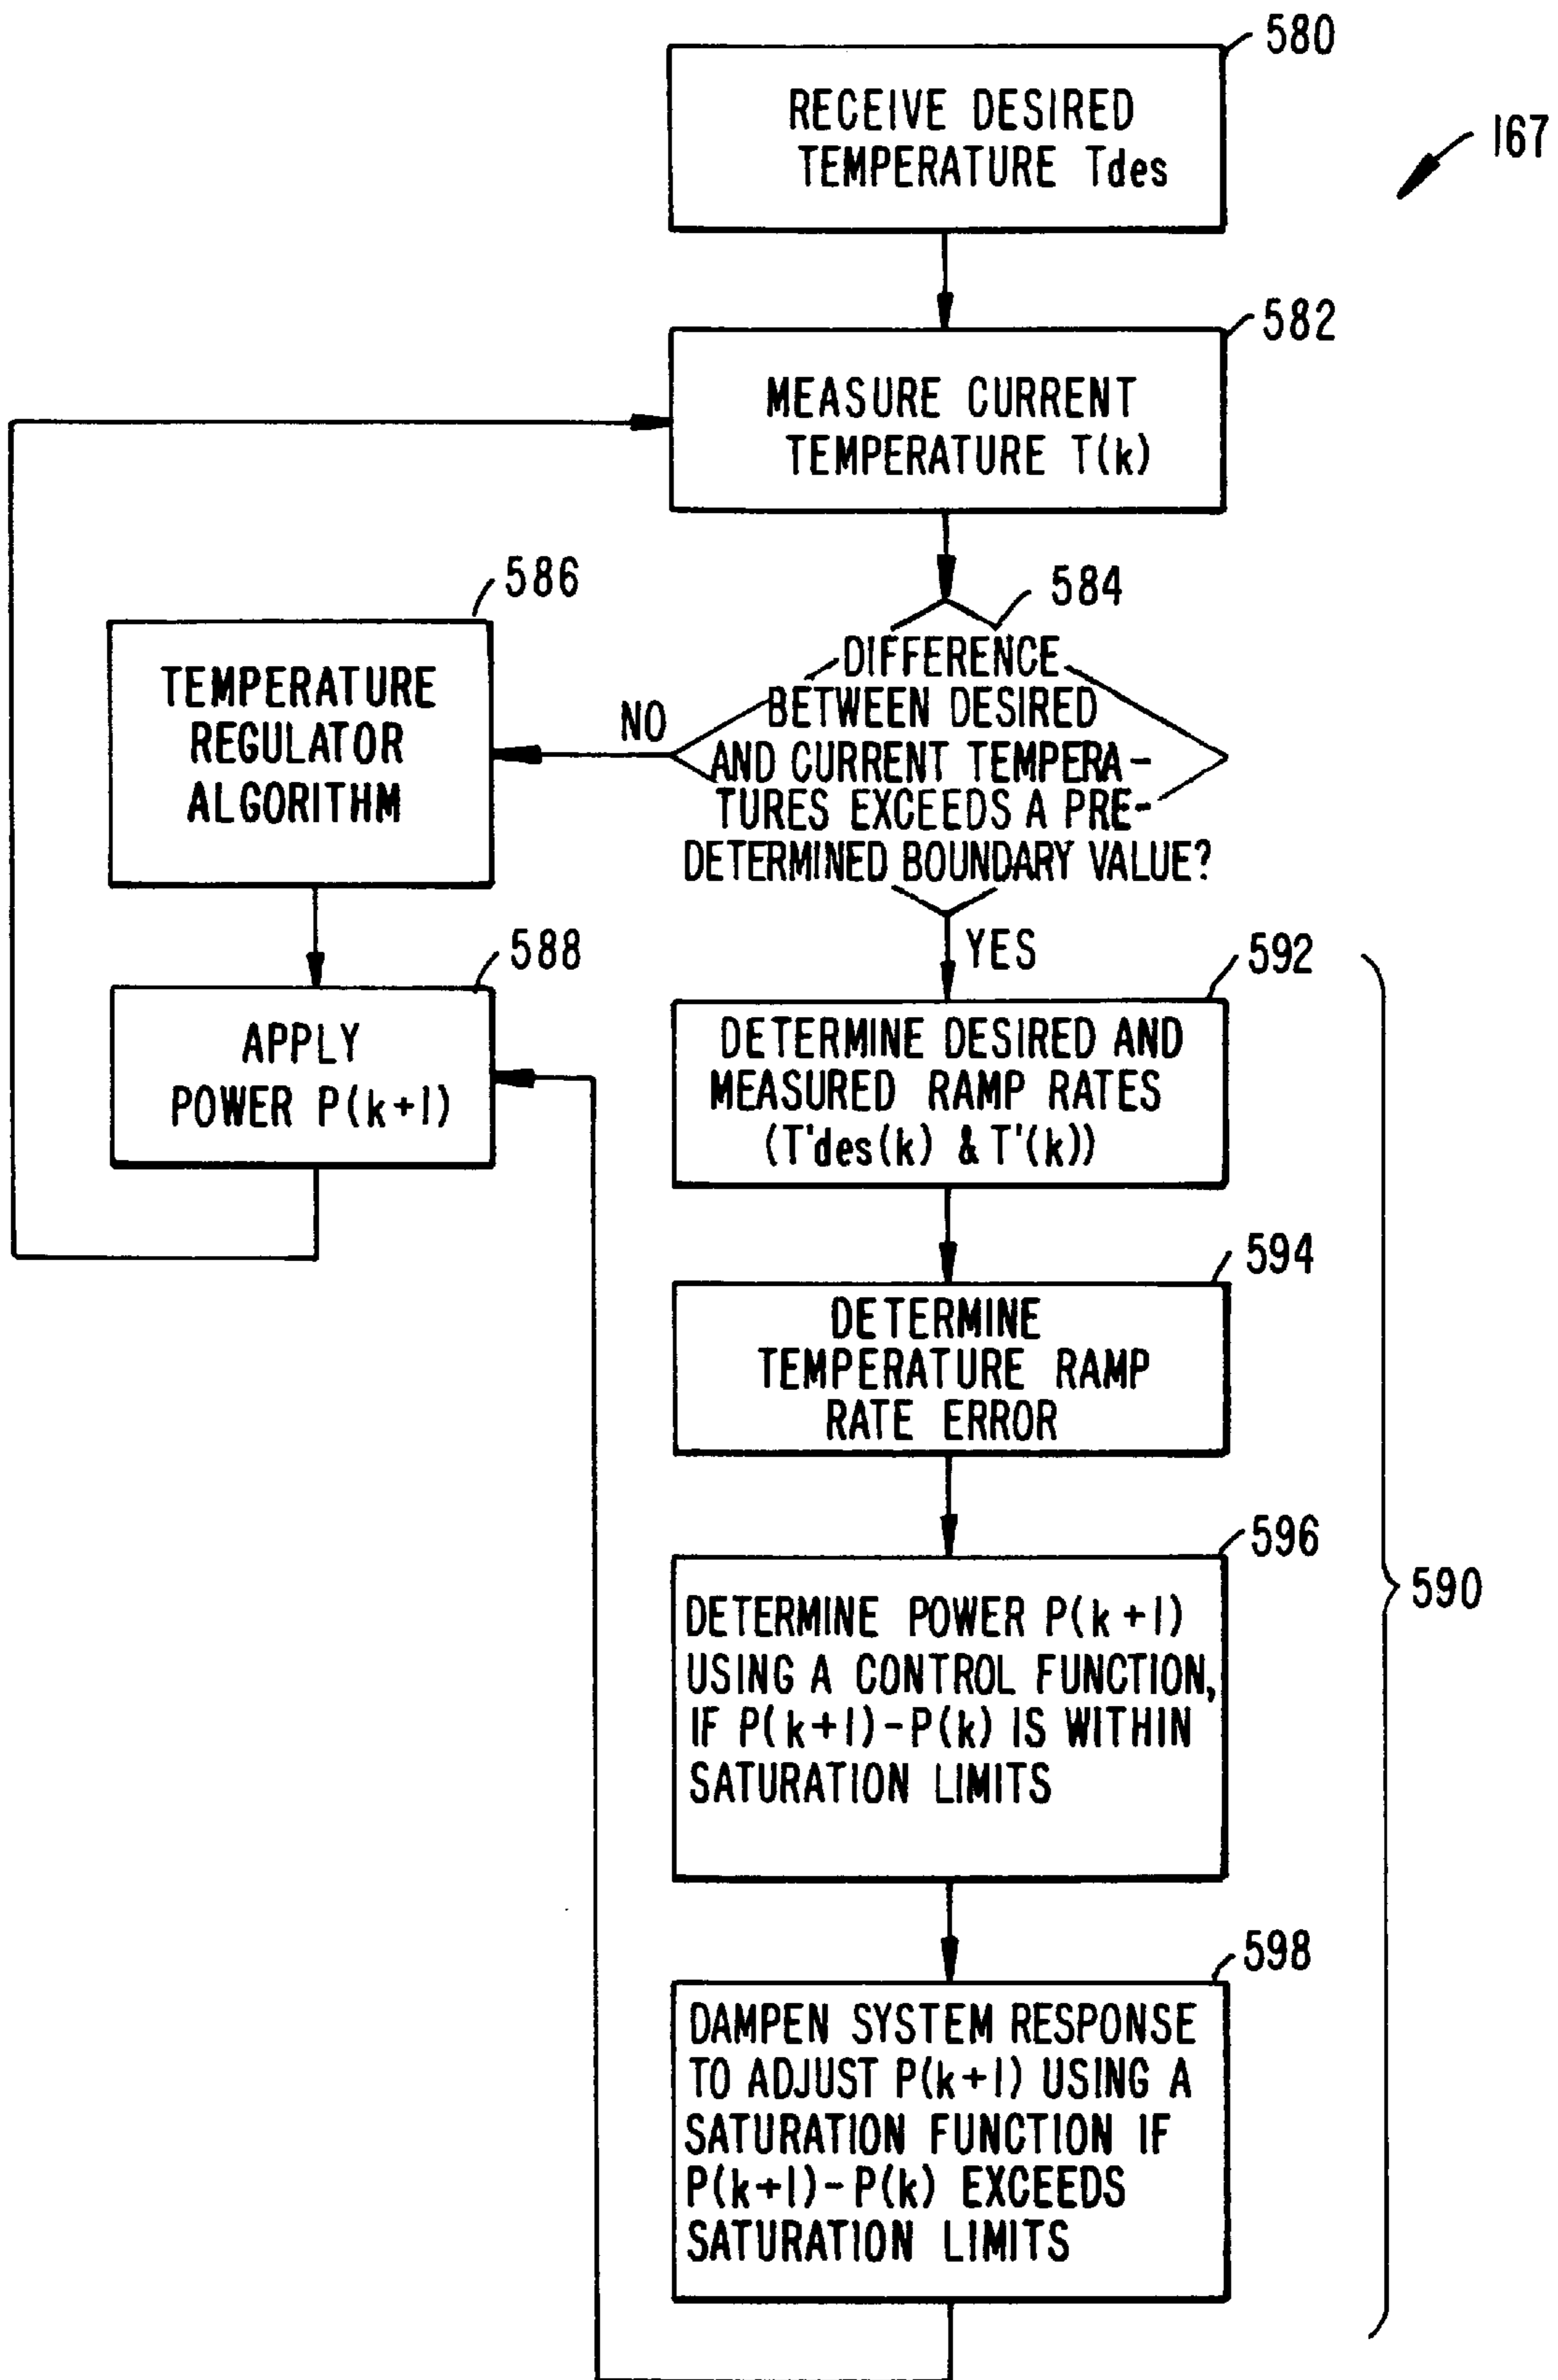 580
RECEIVE DESIRED
TEMPERATURE Tdes
167
582
MEASURE CURRENT
TEMPERATURE T(k)
584
DIFFERENCE
BETWEEN DESIRED
AND CURRENT TEMPERA-
TURES EXCEEDS A PRE-
DETERMINED BOUNDARY VALUE?
NO
YES
586
TEMPERATURE
REGULATOR
ALGORITHM
588
APPLY
POWER P(k+1)
592
DETERMINE DESIRED AND
MEASURED RAMP RATES
(T'des(k) & T'(k))
594
DETERMINE
TEMPERATURE RAMP
RATE ERROR
596
DETERMINE POWER P(k+1)
USING A CONTROL FUNCTION,
IF P(k+1)-P(k) IS WITHIN
SATURATION LIMITS
590
598
DAMPEN SYSTEM RESPONSE
TO ADJUST P(k+1) USING A
SATURATION FUNCTION IF
P(k+1)-P(k) EXCEEDS
SATURATION LIMITS